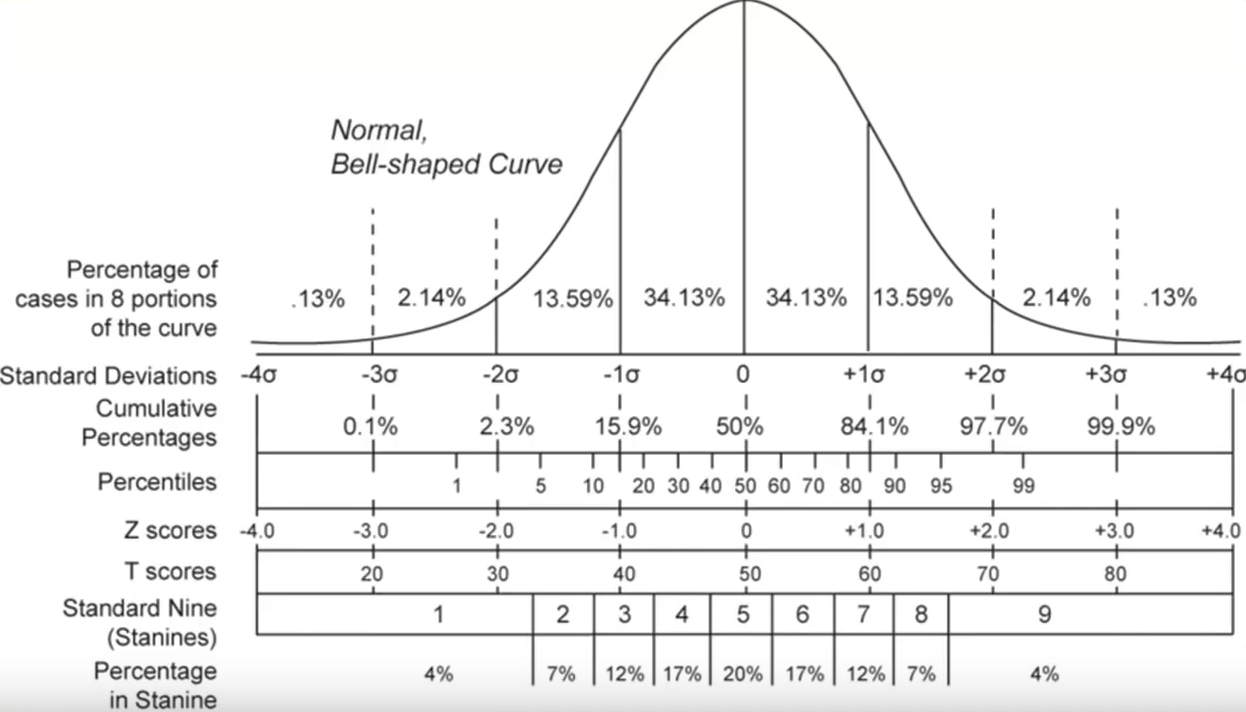 Normal,
Bell-shaped Curve
Percentage of
cases in 8 portions
of the curve
.13% 2.14% 13.59% 34.13% 34.13% 13.59% 2.14% .13%
Standard Deviations -4σ -3σ -2σ -1σ 0 +1σ +2σ +3σ +4σ
Cumulative
Percentages
0.1% 2.3% 15.9% 50% 84.1% 97.7% 99.9%
Percentiles 1 5 10 20 30 40 50 60 70 80 90 95 99
Z scores -4.0 -3.0 -2.0 -1.0 0 +1.0 +2.0 +3.0 +4.0
T scores 20 30 40 50 60 70 80
Standard Nine
(Stanines)
1 2 3 4 5 6 7 8 9
Percentage
in Stanine
4% 7% 12% 17% 20% 17% 12% 7% 4%